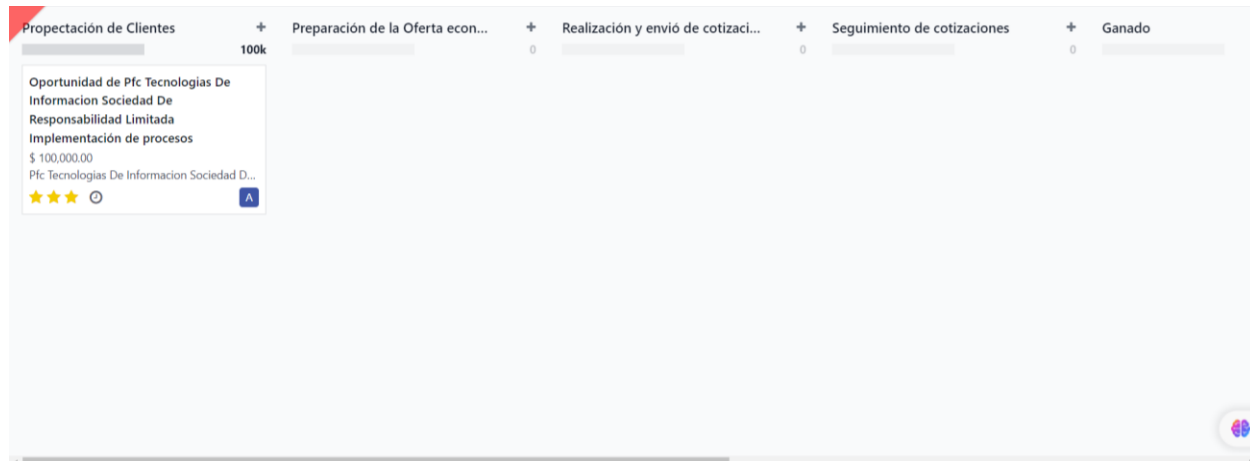 Propectación de Clientes +
100k
Oportunidad de Pfc Tecnologias De
Informacion Sociedad De
Responsabilidad Limitada
Implementación de procesos
$ 100,000.00
Pfc Tecnologias De Informacion Sociedad D...
A
Preparación de la Oferta econ... +
0
Realización y envió de cotizaci... +
0
Seguimiento de cotizaciones +
0
Ganado